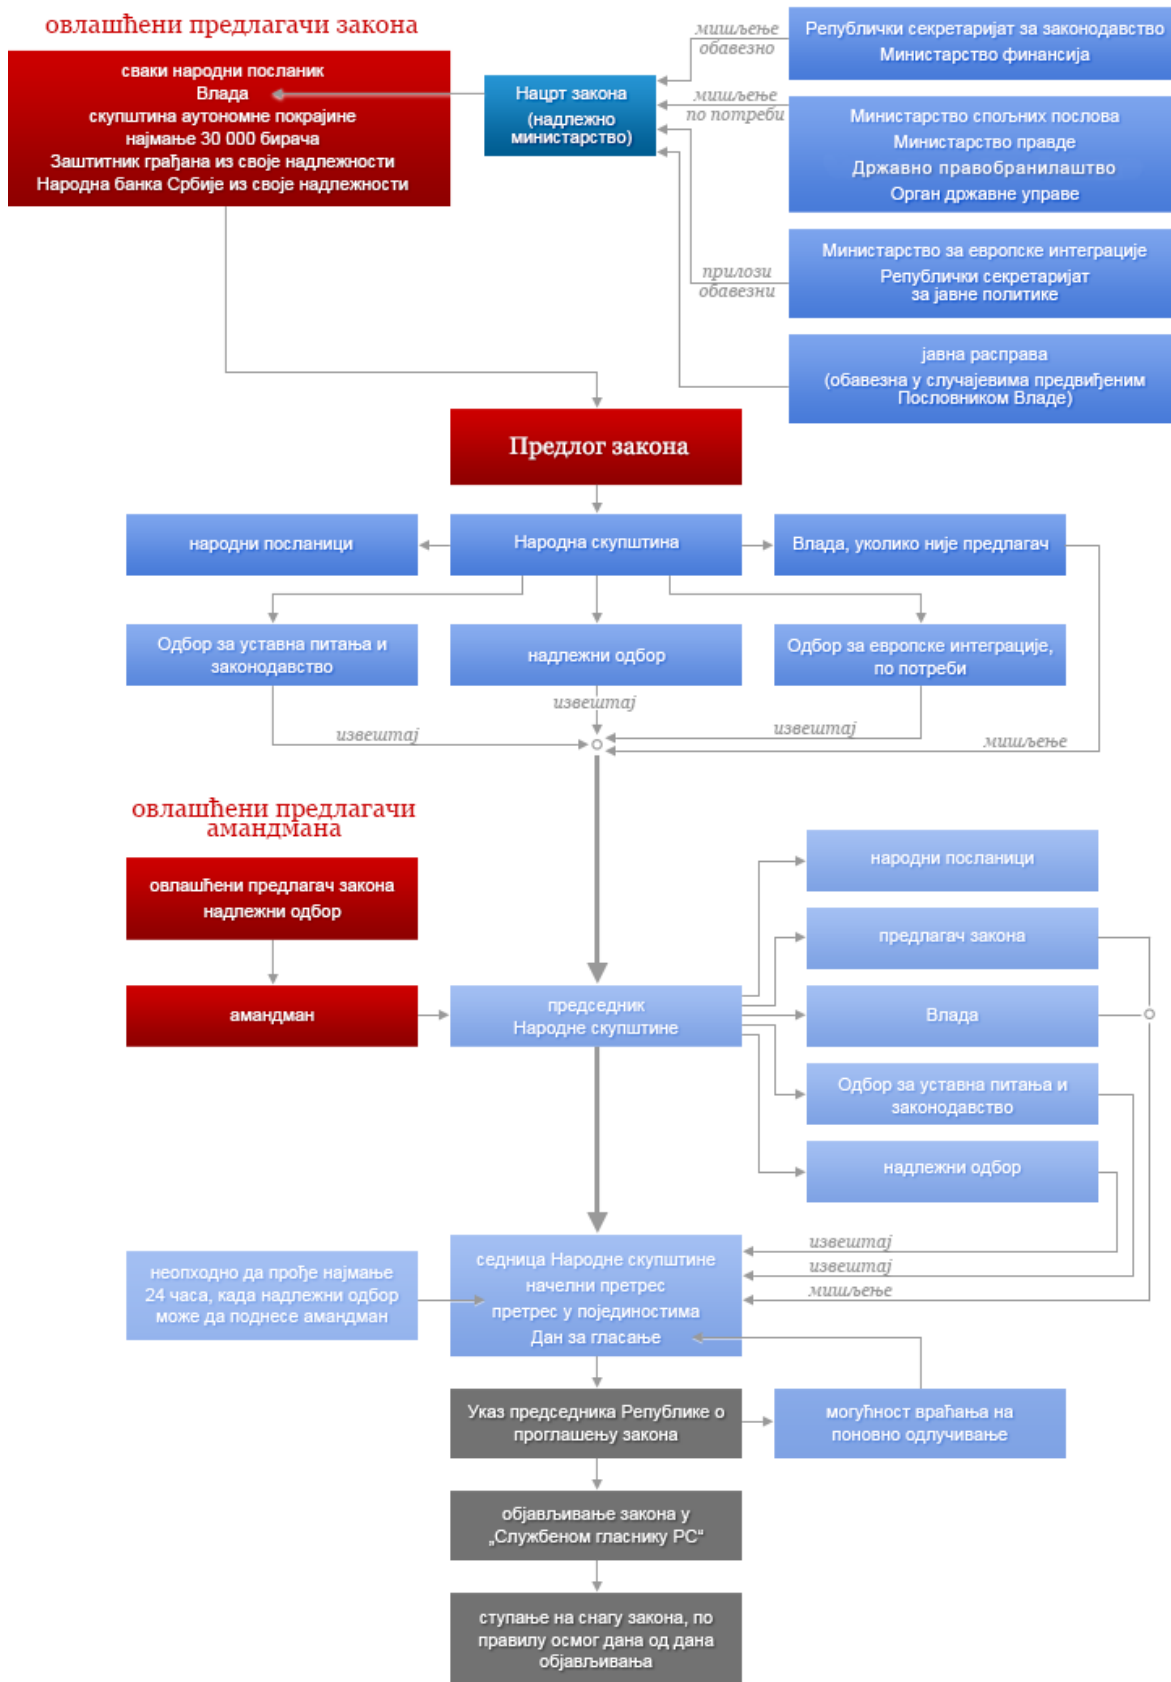 овлашћени предлагачи закона
сваки народни посланик
Влада
скупштина аутономне покрајине
најмање 30 000 бирача
Заштитник грађана из своје надлежности
Народна банка Србије из своје надлежности
Нацрт закона
(надлежно
министарство)
мишљење
обавезно
Републички секретаријат за законодавство
Министарство финансија
мишљење
по потреби
Министарство спољних послова
Министарство правде
Државно правобранилаштво
Орган државне управе
прилози
обавезни
Министарство за европске интеграције
Републички секретаријат
за јавне политике
јавна расправа
(обавезна у случајевима предвиђеним
Пословником Владе)
Предлог закона
народни посланици
Народна скупштина
Влада, уколико није предлагач
Одбор за уставна питања и
законодавство
надлежни одбор
Одбор за европске интеграције,
по потреби
извештај
извештај
извештај
мишљење
овлашћени предлагачи
амандмана
овлашћени предлагач закона
надлежни одбор
амандман
председник
Народне скупштине
народни посланици
предлагач закона
Влада
Одбор за уставна питања и
законодавство
надлежни одбор
извештај
извештај
мишљење
неопходно да прође најмање
24 часа, када надлежни одбор
може да поднесе амандман
седница Народне скупштине
начелни претрес
претрес у појединостима
Дан за гласање
Указ председника Републике о
проглашењу закона
могућност враћања на
поновно одлучивање
објављивање закона у
„Службеном гласнику РС“
ступање на снагу закона, по
правилу осмог дана од дана
објављивања